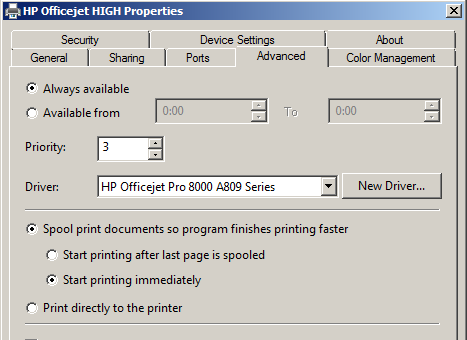 HP Officejet HIGH Properties
Security Device Settings About
General Sharing Ports Advanced Color Management
Always available
Available from 0:00 To 0:00
Priority: 3
Driver: HP Officejet Pro 8000 A809 Series New Driver...
Spool print documents so program finishes printing faster
Start printing after last page is spooled
Start printing immediately
Print directly to the printer